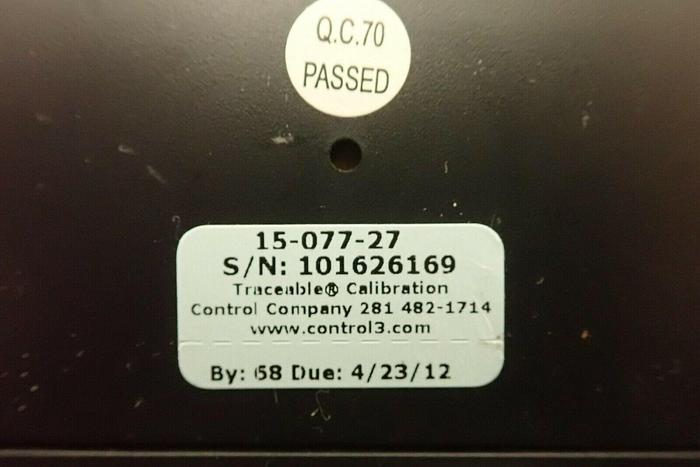 Q.C.70
PASSED
15-077-27
S/N: 101626169
Traceable® Calibration
Control Company 281 482-1714
www.control3.com
By: 68 Due: 4/23/12